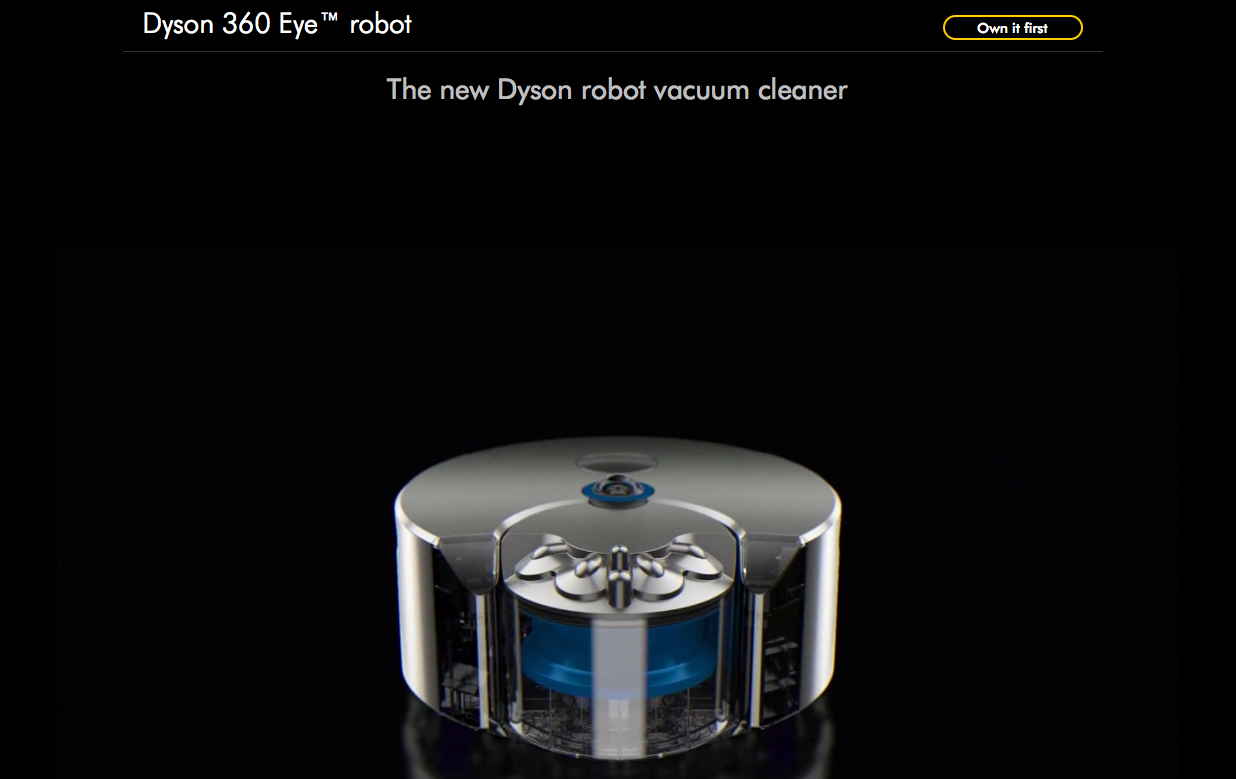 Dyson 360 Eye™ robot
Own it first
The new Dyson robot vacuum cleaner